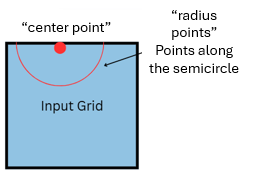 “center point”
“radius
points”
Points along
the semicircle
Input Grid